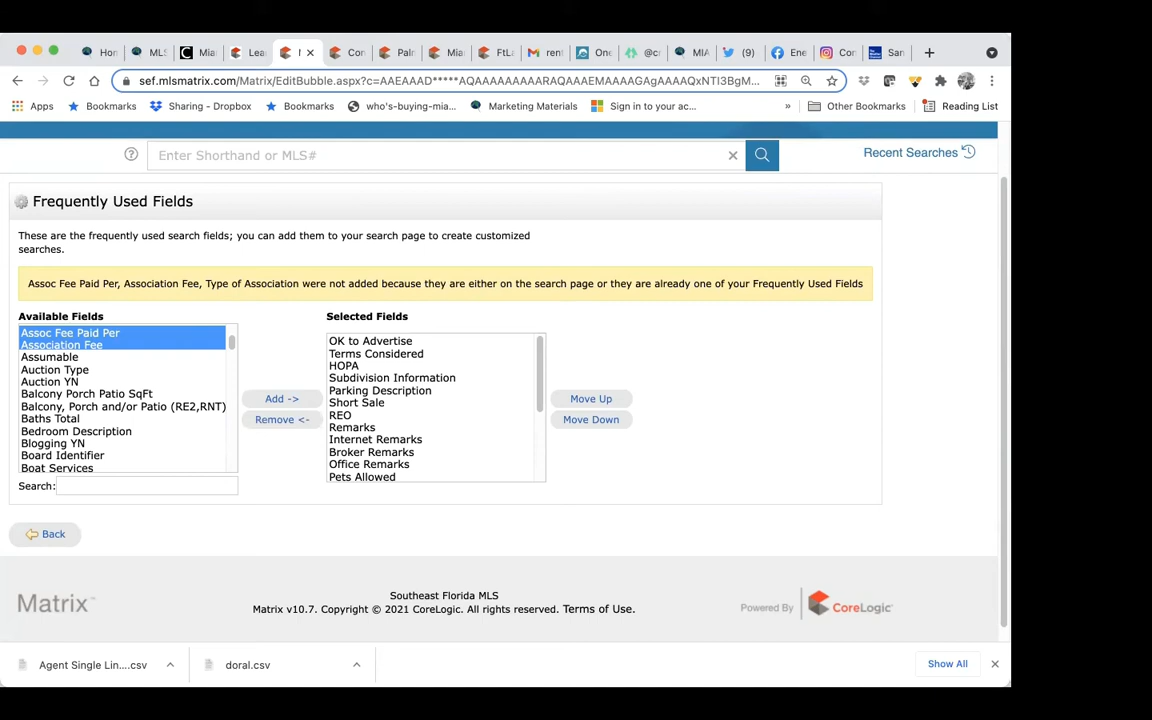 Hon
MLS
Mia
Lea
Con
Palr
Mia
FtLa
rent
Onc
@cr
MIA
(9)
Ene
Cor
San
sef.mlsmatrix.com/Matrix/EditBubble.aspx?c=AAEAAAD*****AQAAAAAAAAARAQAAAEMAAAAGAgAAAAQxNTI3BgM...
Apps
Bookmarks
Sharing - Dropbox
Bookmarks
who's-buying-mia...
Marketing Materials
Sign in to your ac...
»
Other Bookmarks
Reading List
Enter Shorthand or MLS#
Recent Searches
Frequently Used Fields
These are the frequently used search fields; you can add them to your search page to create customized
searches.
Assoc Fee Paid Per, Association Fee, Type of Association were not added because they are either on the search page or they are already one of your Frequently Used Fields
Available Fields
Assoc Fee Paid Per
Association Fee
Assumable
Auction Type
Auction YN
Balcony Porch Patio SqFt
Balcony, Porch and/or Patio (RE2,RNT)
Baths Total
Bedroom Description
Blogging YN
Board Identifier
Boat Services
Search:
Add ->
Remove <-
Selected Fields
OK to Advertise
Terms Considered
HOPA
Subdivision Information
Parking Description
Short Sale
REO
Remarks
Internet Remarks
Broker Remarks
Office Remarks
Pets Allowed
Move Up
Move Down
Back
Matrix™
Southeast Florida MLS
Matrix v10.7. Copyright © 2021 CoreLogic. All rights reserved. Terms of Use.
Powered By
CoreLogic
Agent Single Lin....csv
doral.csv
Show All